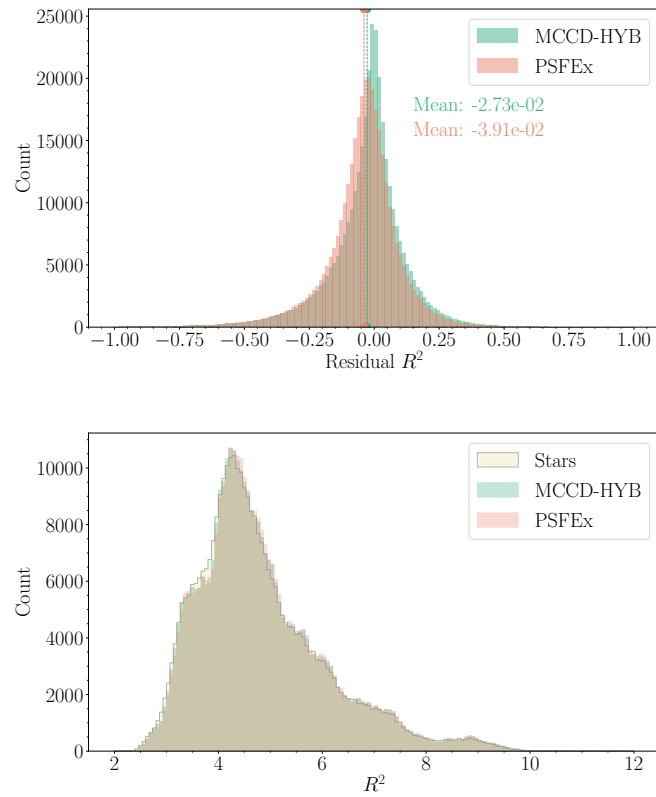 25000
20000
15000
10000
5000
0
Count
MCCD-HYB
PSFEx
Mean: -2.73e-02
Mean: -3.91e-02
−1.00 −0.75 −0.50 −0.25 0.00 0.25 0.50 0.75 1.00
Residual R²
10000
8000
6000
4000
2000
0
Count
Stars
MCCD-HYB
PSFEx
2 4 6 8 10 12
R²